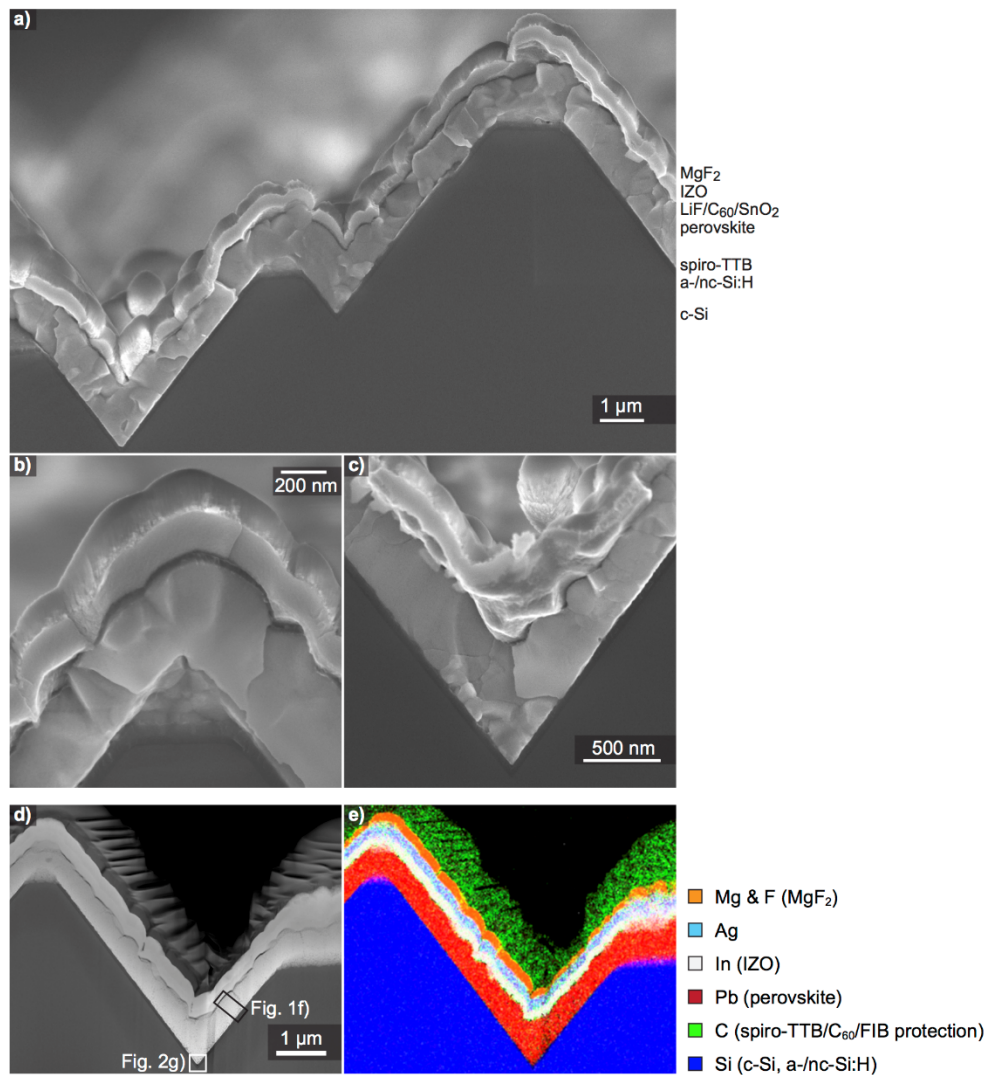 a)
MgF₂
IZO
LiF/C₆₀/SnO₂
perovskite
spiro-TTB
a-/nc-Si:H
c-Si
1 µm
b)
200 nm
c)
500 nm
d)
Fig. 1f)
Fig. 2g)
1 µm
e)
Mg & F (MgF₂)
Ag
In (IZO)
Pb (perovskite)
C (spiro-TTB/C₆₀/FIB protection)
Si (c-Si, a-/nc-Si:H)